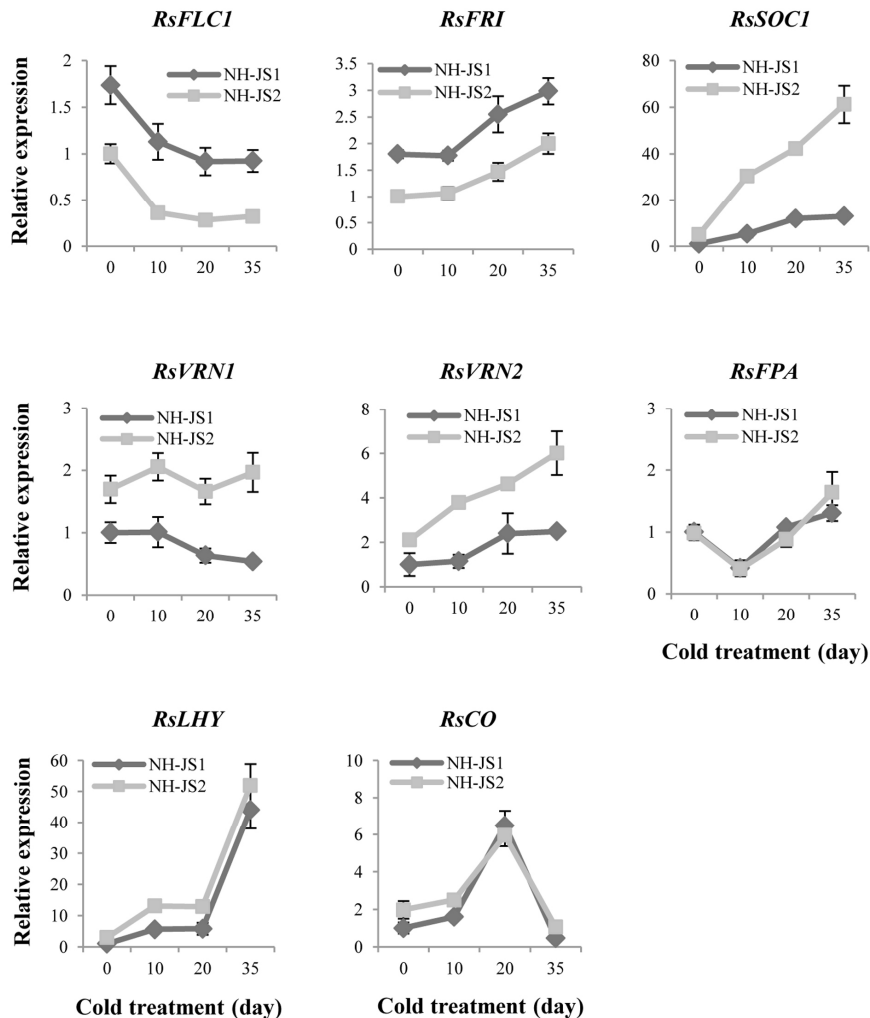 RsFLC1
RsFRI
RsSOC1
Relative expression
2
1.5
1
0.5
0
NH-JS1
NH-JS2
0 10 20 35
3.5
3
2.5
2
1.5
1
0.5
0
NH-JS1
NH-JS2
0 10 20 35
80
60
40
20
0
NH-JS1
NH-JS2
0 10 20 35
RsVRN1
RsVRN2
RsFPA
Relative expression
3
2
1
0
NH-JS1
NH-JS2
0 10 20 35
8
6
4
2
0
NH-JS1
NH-JS2
0 10 20 35
3
2
1
0
NH-JS1
NH-JS2
0 10 20 35
Cold treatment (day)
RsLHY
RsCO
Relative expression
60
50
40
30
20
10
0
NH-JS1
NH-JS2
0 10 20 35
Cold treatment (day)
10
8
6
4
2
0
NH-JS1
NH-JS2
0 10 20 35
Cold treatment (day)